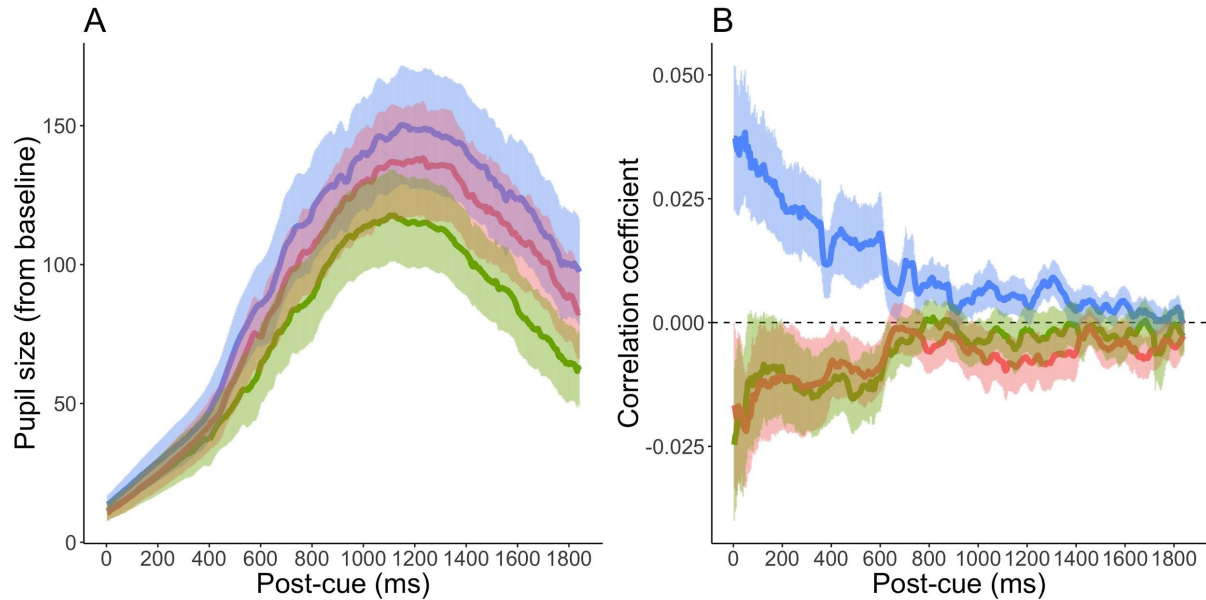 A
Pupil size (from baseline)
150
100
50
0
0 200 400 600 800 1000 1200 1400 1600 1800
Post-cue (ms)
B
Correlation coefficient
0.050
0.025
0.000
-0.025
0 200 400 600 800 1000 1200 1400 1600 1800
Post-cue (ms)